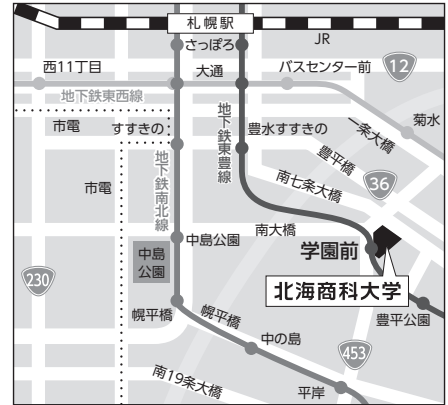 札幌駅
さっぽろ
JR
西11丁目
大通
バスセンター前
12
地下鉄東西線
菊水
市電
すすきの
地下鉄東豊線
豊水すすきの
一条大橋
豊平橋
36
市電
地下鉄南北線
南七条大橋
中島公園
中島
公園
南大橋
学園前
230
北海商科大学
幌平橋
幌平橋
豊平公園
中の島
453
南19条大橋
平岸